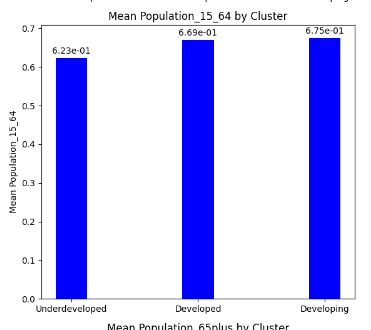 Mean Population_15_64 by Cluster
6.23e-01
6.69e-01
6.75e-01
0.7
0.6
0.5
0.4
0.3
0.2
0.1
0.0
Mean Population_15_64
Underdeveloped Developed Developing
Mean Population_65plus by Cluster